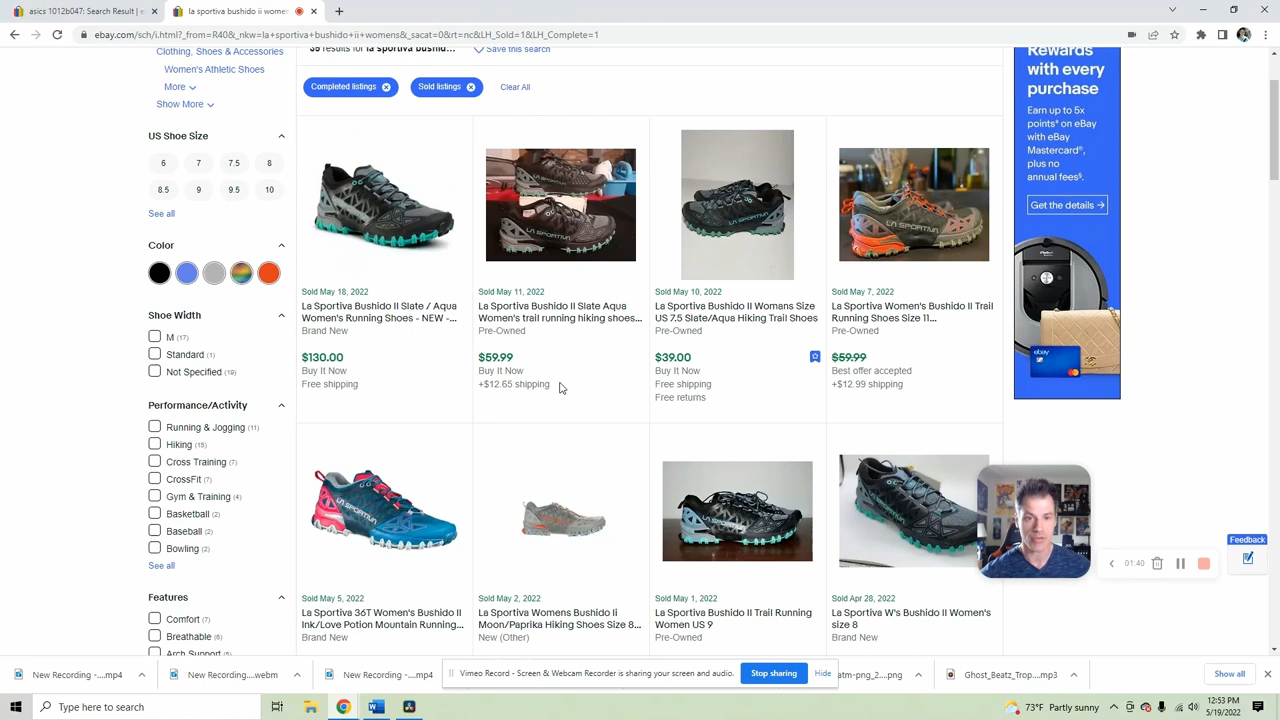 asics 1012b047: Search Result | m
la sportiva bushido ii women
ebay.com/sch/i.html?_from=R40&_nkw=la+sportiva+bushido+ii+womens&_sacat=0&rt=nc&LH_Sold=1&LH_Complete=1
Clothing, Shoes & Accessories
Women's Athletic Shoes
More
Show More
US Shoe Size
6 7 7.5 8
8.5 9 9.5 10
See all
Color
Shoe Width
M (17)
Standard (1)
Not Specified (19)
Performance/Activity
Running & Jogging (11)
Hiking (15)
Cross Training (7)
CrossFit (7)
Gym & Training (4)
Basketball (2)
Baseball (2)
Bowling (2)
See all
Features
Comfort (7)
Breathable (6)
Arch Support
39 results for la sportiva bushid...
Save this search
Completed listings
Sold listings
Clear All
Sold May 18, 2022
La Sportiva Bushido II Slate / Aqua
Women's Running Shoes - NEW -...
Brand New
$130.00
Buy It Now
Free shipping
Sold May 11, 2022
La Sportiva Bushido II Slate Aqua
Women's trail running hiking shoes...
Pre-Owned
$59.99
Buy It Now
+$12.65 shipping
Sold May 10, 2022
La Sportiva Bushido II Womans Size
US 7.5 Slate/Aqua Hiking Trail Shoes
Pre-Owned
$39.00
Buy It Now
Free shipping
Free returns
Sold May 7, 2022
La Sportiva Women's Bushido II Trail
Running Shoes Size 11...
Pre-Owned
$59.99
Best offer accepted
+$12.99 shipping
Sold May 5, 2022
La Sportiva 36T Women's Bushido II
Ink/Love Potion Mountain Running...
Brand New
Sold May 2, 2022
La Sportiva Womens Bushido Ii
Moon/Paprika Hiking Shoes Size 8...
New (Other)
Sold May 1, 2022
La Sportiva Bushido II Trail Running
Women US 9
Pre-Owned
Sold Apr 28, 2022
La Sportiva W's Bushido II Women's
size 8
Brand New
Rewards
with every
purchase
Earn up to 5x
points* on eBay
with eBay
Mastercard®,
plus no
annual fees§.
Get the details →
ebay
Feedback
01:40
New Recording -....mp4
New Recording....webm
New Recording -....mp4
Vimeo Record - Screen & Webcam Recorder is sharing your screen and audio.
Stop sharing
Hide
atm-png_2....png
Ghost_Beatz_Trop....mp3
Show all
Type here to search
73°F Partly sunny
12:53 PM
5/19/2022